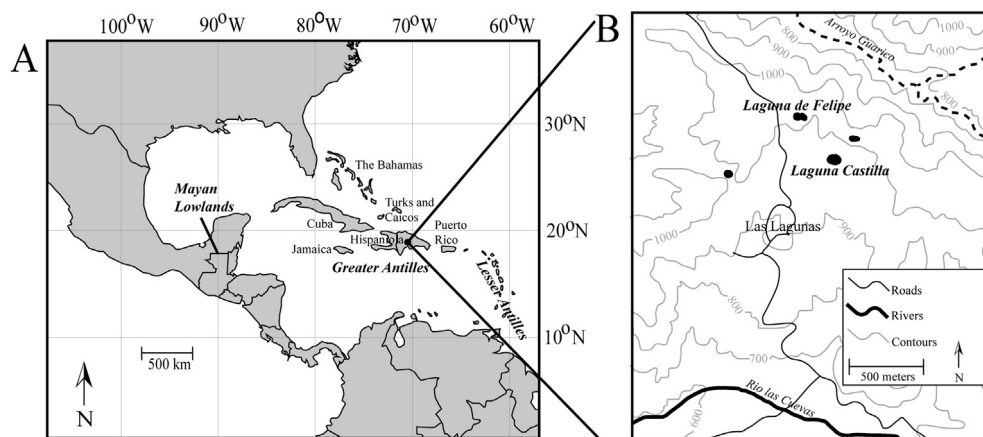 A
100°W
90°W
80°W
70°W
60°W
30°N
20°N
10°N
The Bahamas
Mayan
Lowlands
Turks and
Caicos
Cuba
Puerto
Rico
Hispaniola
Jamaica
Greater Antilles
Lesser Antilles
500 km
N
B
1000
800
900
1000
Arroyo Guarico
900
800
1000
Laguna de Felipe
Laguna Castilla
Las Lagunas
1000
900
800
700
600
Rio las Cuevas
Roads
Rivers
Contours
500 meters
N